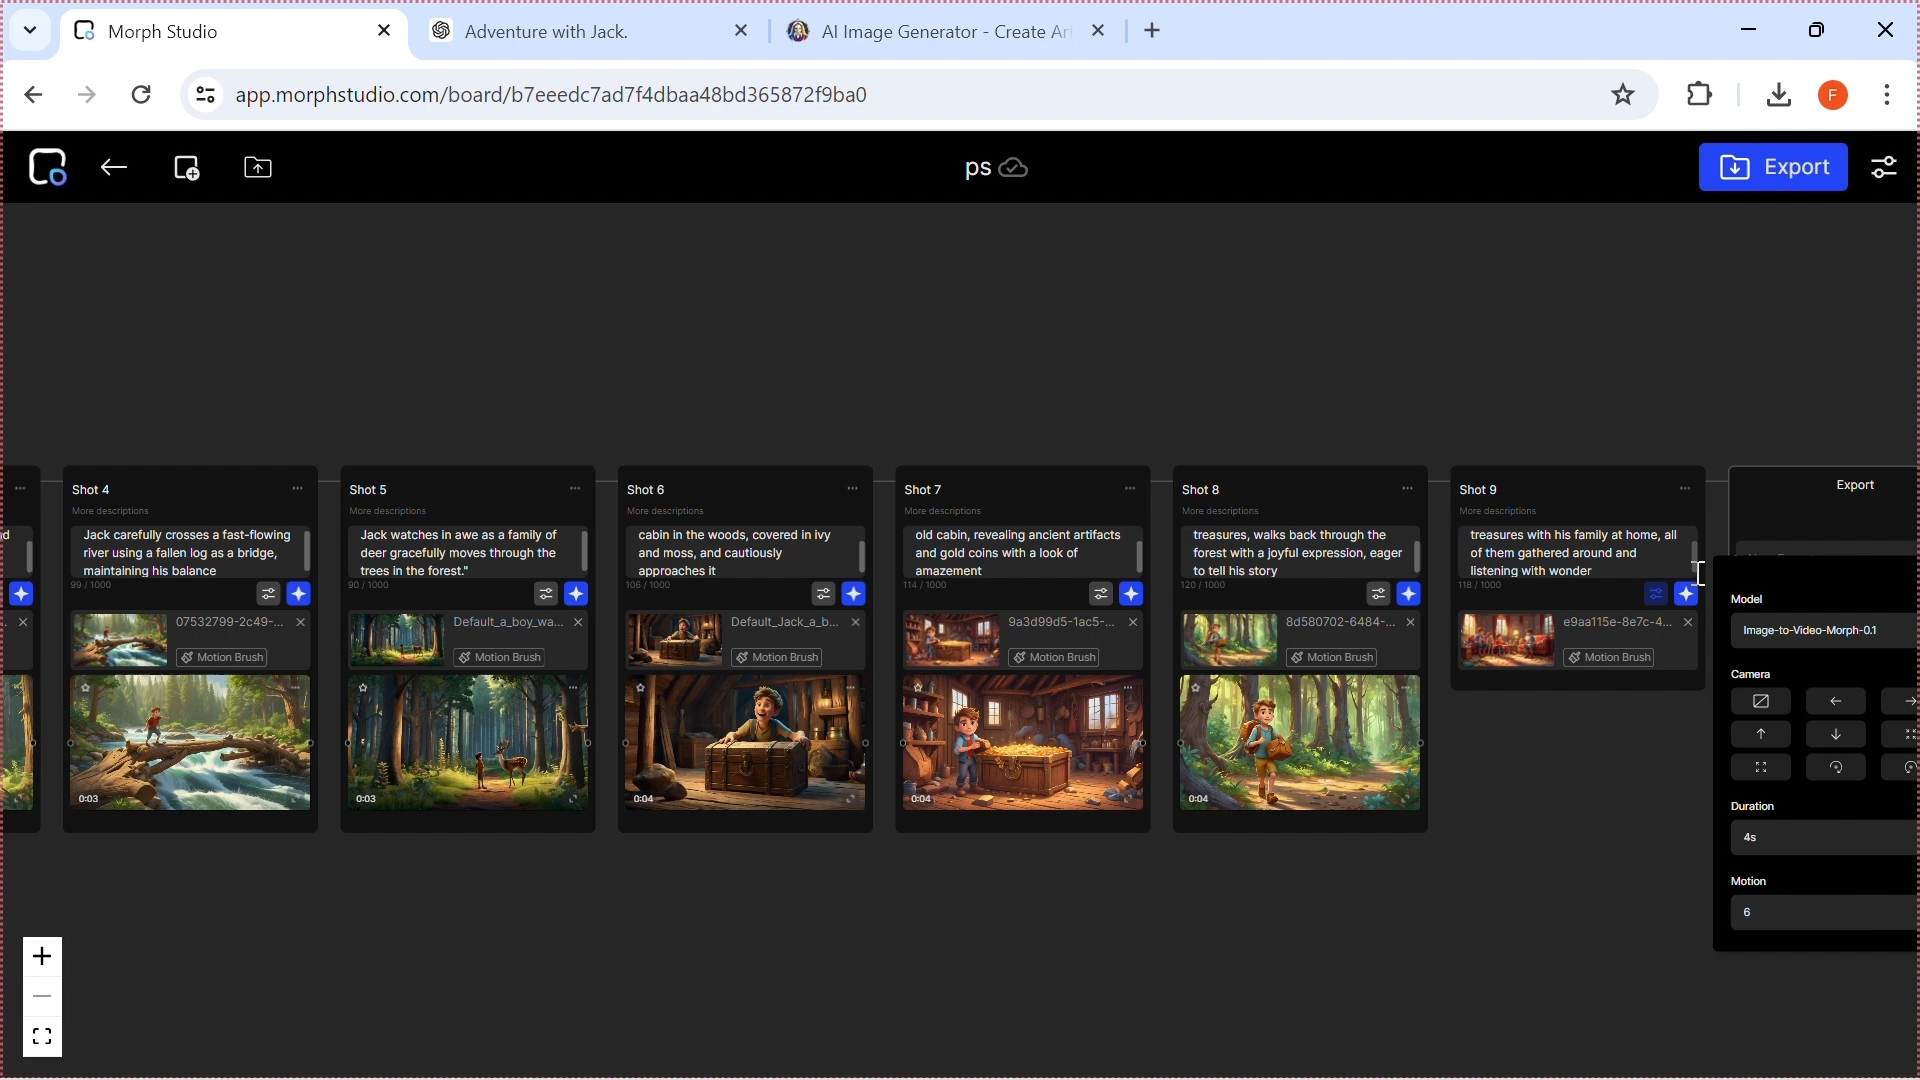 Morph Studio
Adventure with Jack.
AI Image Generator - Create Ar
app.morphstudio.com/board/b7eeedc7ad7f4dbaa48bd365872f9ba0
F
ps
Export
Shot 4
More descriptions
Jack carefully crosses a fast-flowing
river using a fallen log as a bridge,
maintaining his balance
99 / 1000
07532799-2c49-...
Motion Brush
0:03
Shot 5
More descriptions
Jack watches in awe as a family of
deer gracefully moves through the
trees in the forest."
90 / 1000
Default_a_boy_wa...
Motion Brush
0:03
Shot 6
More descriptions
cabin in the woods, covered in ivy
and moss, and cautiously
approaches it
106 / 1000
Default_Jack_a_b...
Motion Brush
0:04
Shot 7
More descriptions
old cabin, revealing ancient artifacts
and gold coins with a look of
amazement
114 / 1000
9a3d99d5-1ac5-...
Motion Brush
0:04
Shot 8
More descriptions
treasures, walks back through the
forest with a joyful expression, eager
to tell his story
120 / 1000
8d580702-6484-...
Motion Brush
0:04
Shot 9
More descriptions
treasures with his family at home, all
of them gathered around and
listening with wonder
118 / 1000
e9aa115e-8e7c-4...
Motion Brush
Export
Model
Image-to-Video-Morph-0.1
Camera
Duration
4s
Motion
6